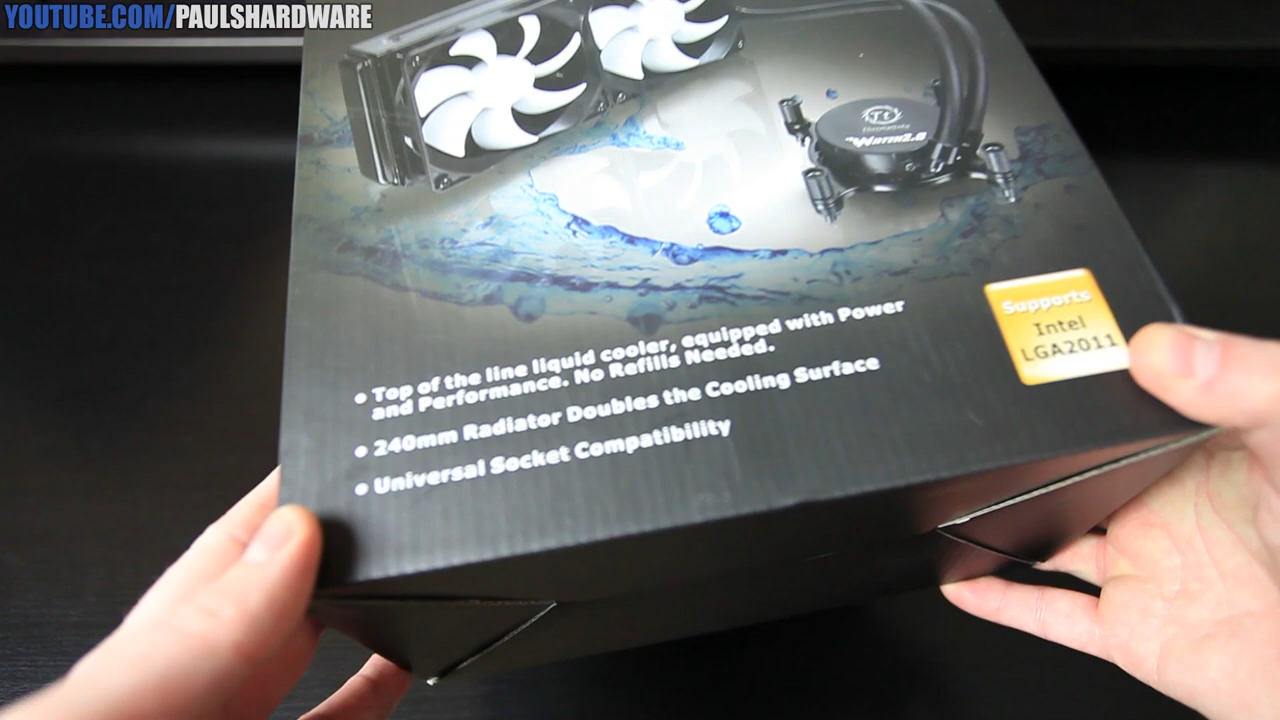 YOUTUBE.COM/PAULSHARDWARE
Tt
WATER2.0
Supports
Intel
LGA2011
• Top of the line liquid cooler, equipped with Power
and Performance. No Refills Needed.
• 240mm Radiator Doubles the Cooling Surface
• Universal Socket Compatibility